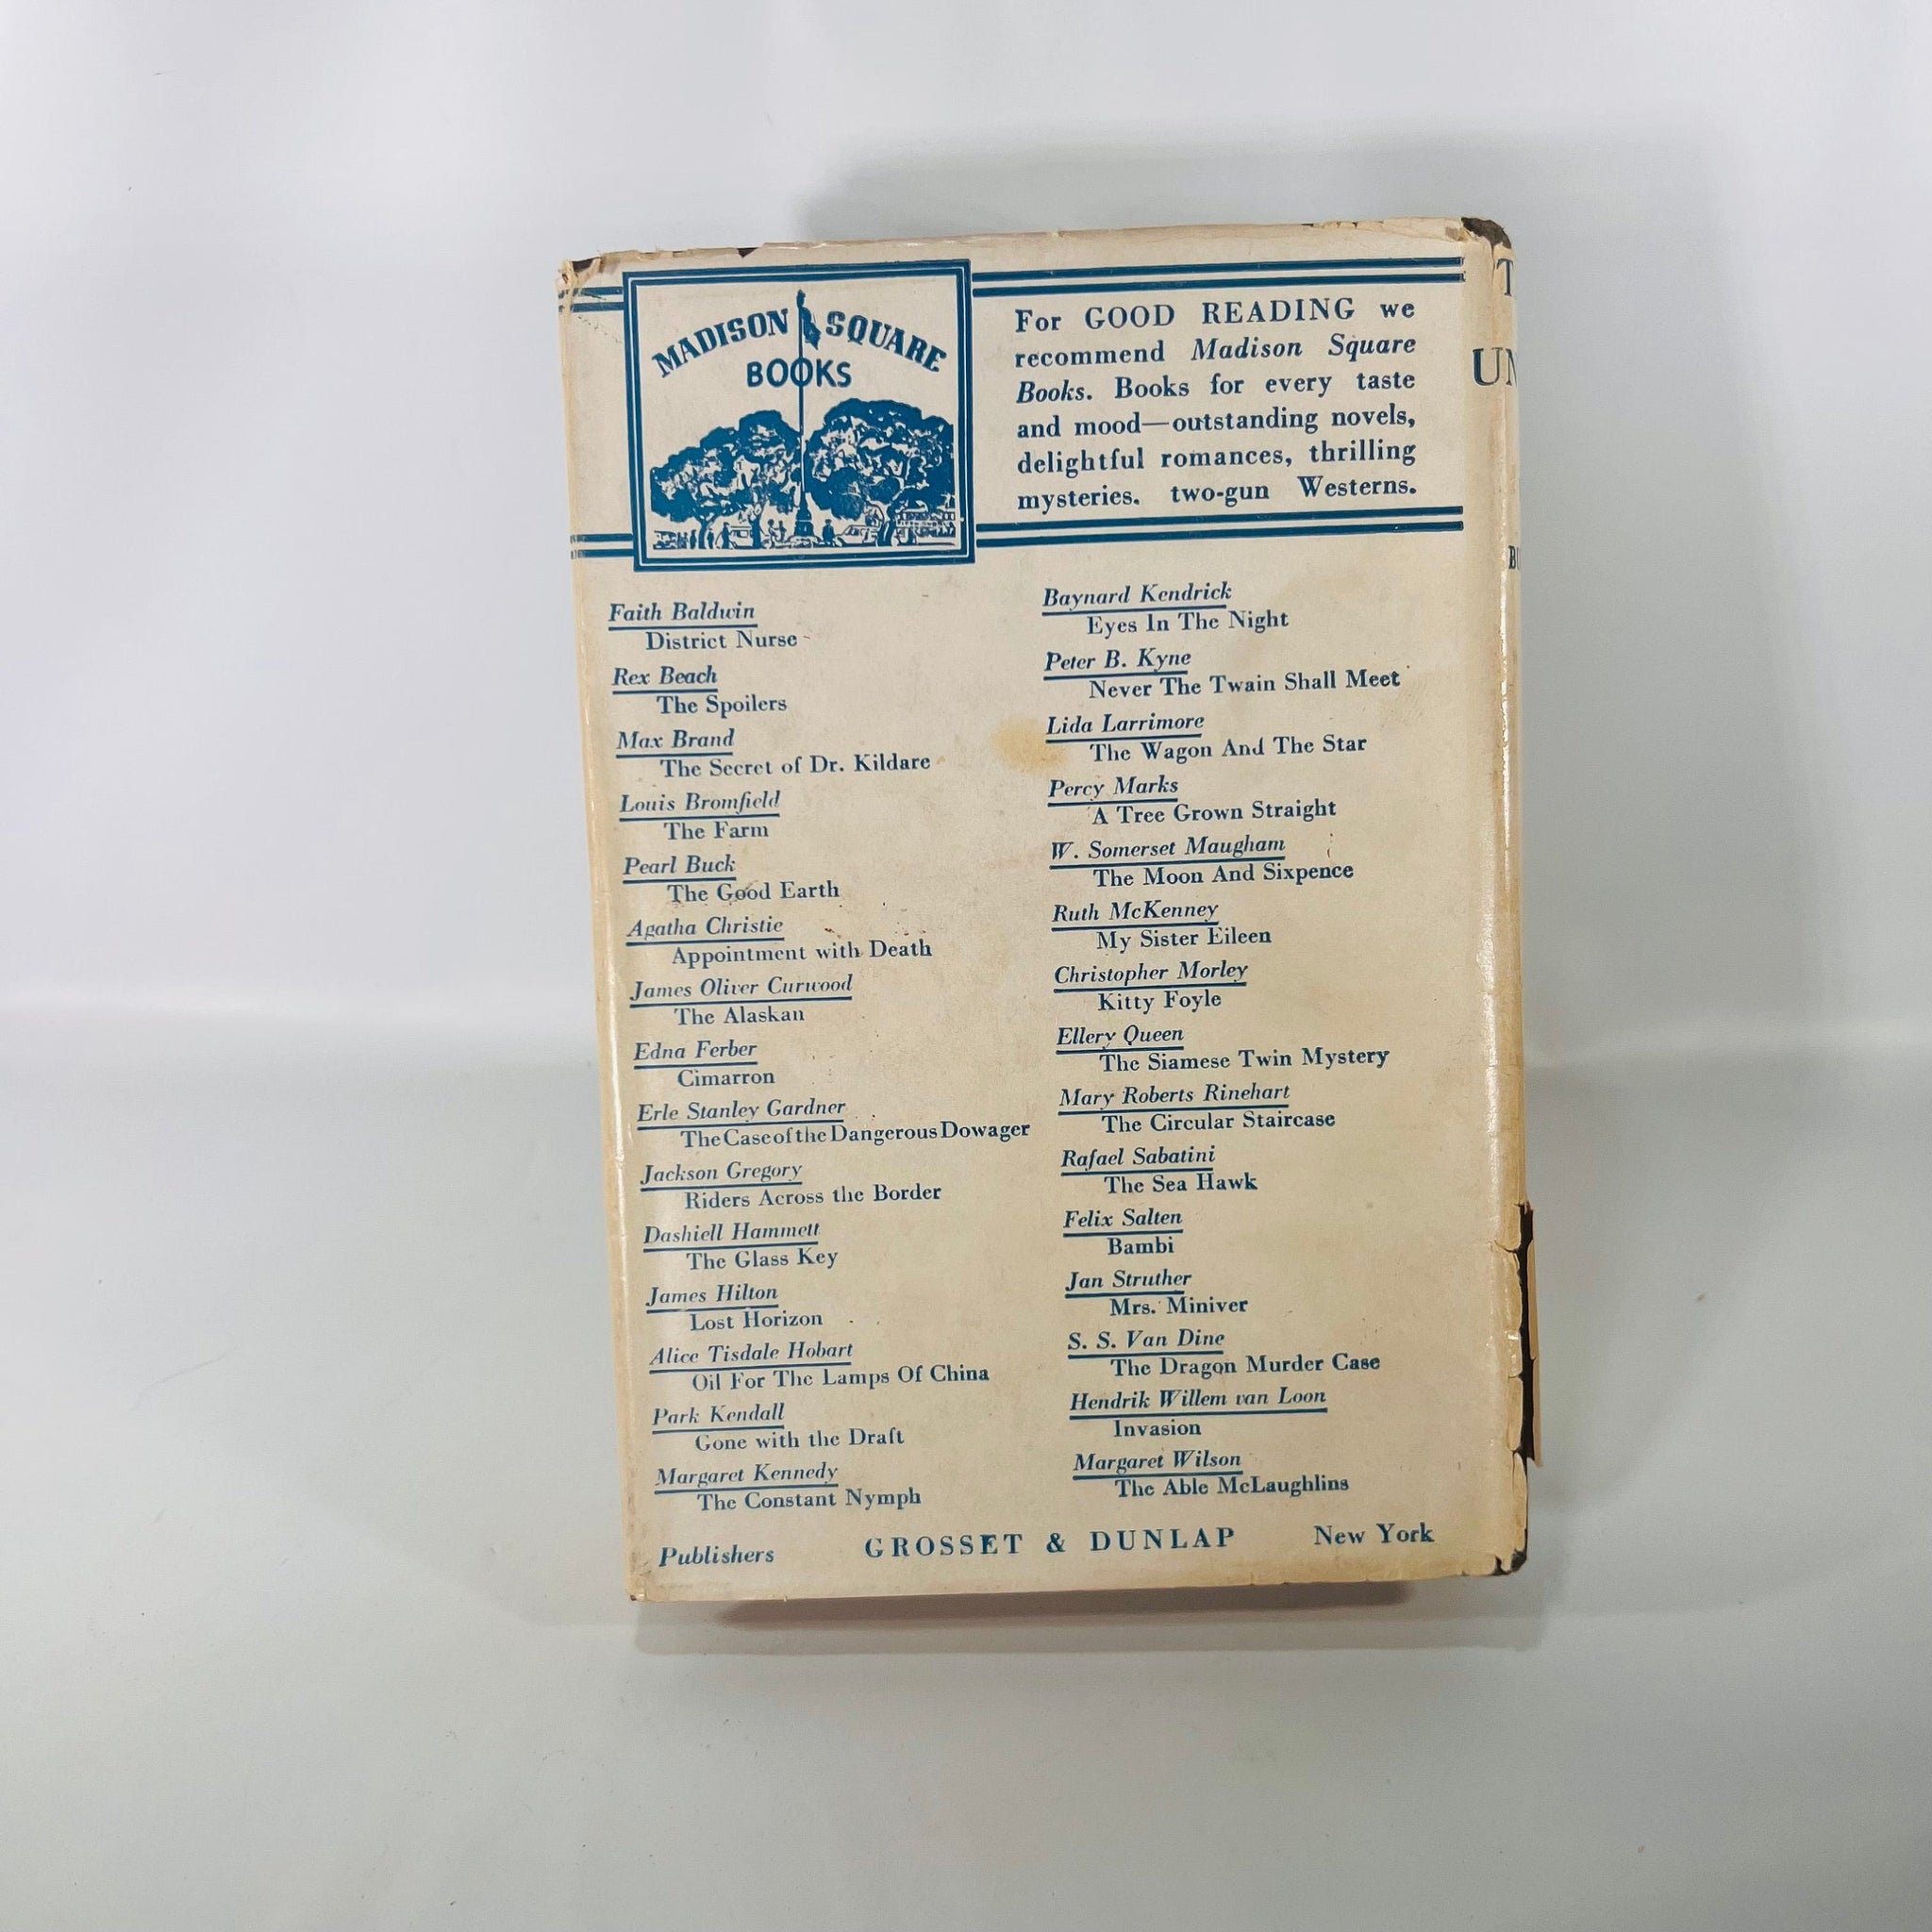 MADISON SQUARE
BOOKS
For GOOD READING we
recommend Madison Square
Books. Books for every taste
and mood—outstanding novels,
delightful romances, thrilling
mysteries. two-gun Westerns.
Faith Baldwin
District Nurse
Rex Beach
The Spoilers
Max Brand
The Secret of Dr. Kildare
Louis Bromfield
The Farm
Pearl Buck
The Good Earth
Agatha Christie
Appointment with Death
James Oliver Curwood
The Alaskan
Edna Ferber
Cimarron
Erle Stanley Gardner
The Case of the Dangerous Dowager
Jackson Gregory
Riders Across the Border
Dashiell Hammett
The Glass Key
James Hilton
Lost Horizon
Alice Tisdale Hobart
Oil For The Lamps Of China
Park Kendall
Gone with the Draft
Margaret Kennedy
The Constant Nymph
Baynard Kendrick
Eyes In The Night
Peter B. Kyne
Never The Twain Shall Meet
Lida Larrimore
The Wagon And The Star
Percy Marks
A Tree Grown Straight
W. Somerset Maugham
The Moon And Sixpence
Ruth McKenney
My Sister Eileen
Christopher Morley
Kitty Foyle
Ellery Queen
The Siamese Twin Mystery
Mary Roberts Rinehart
The Circular Staircase
Rafael Sabatini
The Sea Hawk
Felix Salten
Bambi
Jan Struther
Mrs. Miniver
S. S. Van Dine
The Dragon Murder Case
Hendrik Willem van Loon
Invasion
Margaret Wilson
The Able McLaughlins
Publishers GROSSET & DUNLAP New York